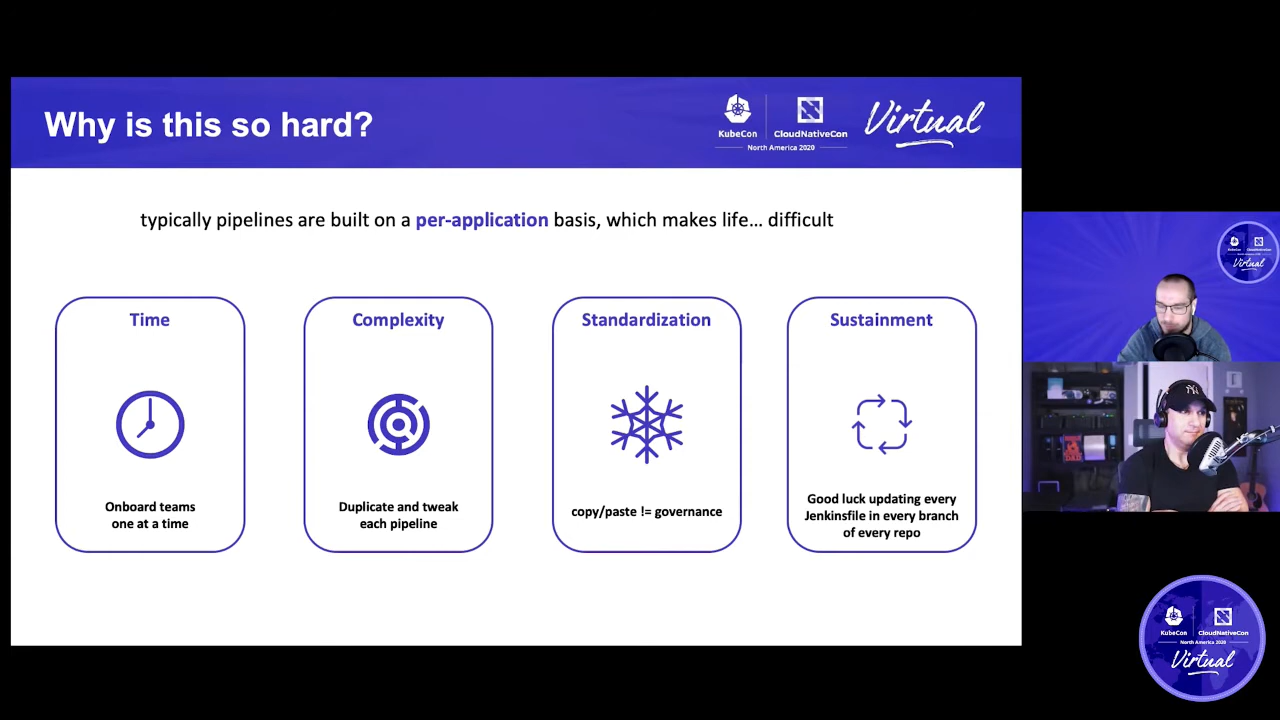 Why is this so hard?
KubeCon
CloudNativeCon
North America 2020
Virtual
typically pipelines are built on a per-application basis, which makes life... difficult
Time
Onboard teams
one at a time
Complexity
Duplicate and tweak
each pipeline
Standardization
copy/paste != governance
Sustainment
Good luck updating every
Jenkinsfile in every branch
of every repo
KubeCon
CloudNativeCon
Virtual
KubeCon
CloudNativeCon
North America 2020
Virtual